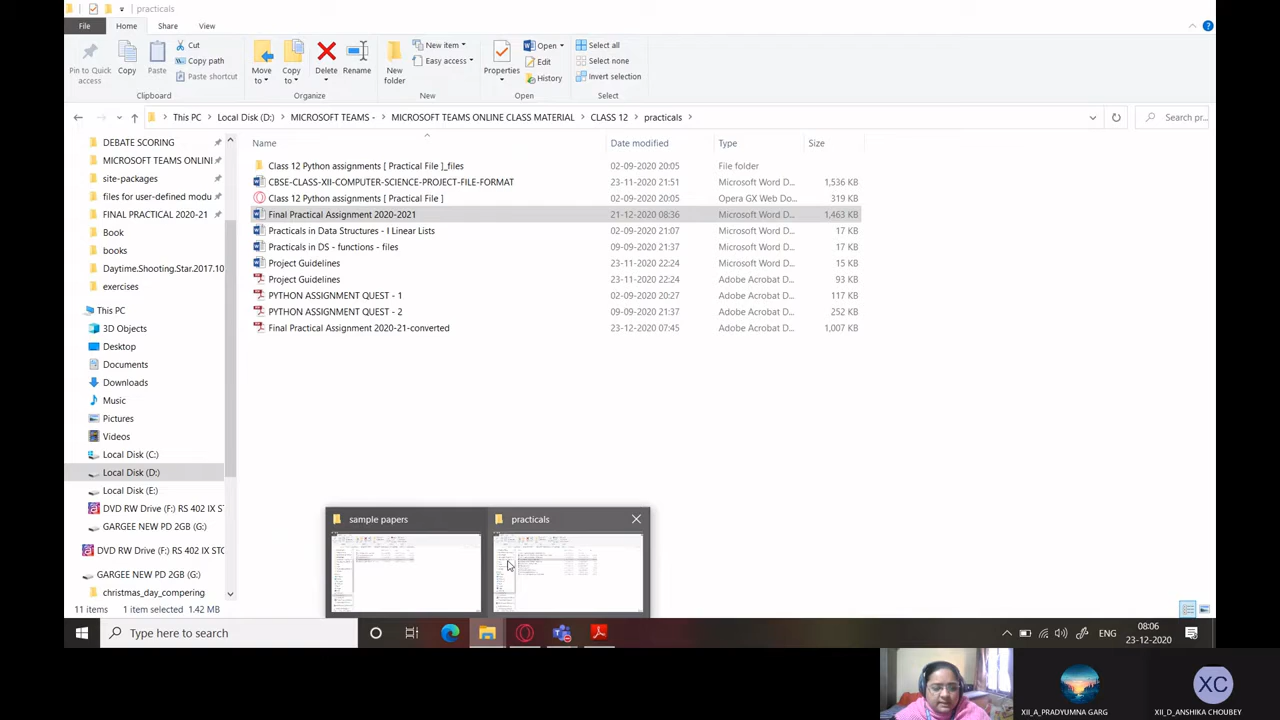 practicals
File Home Share View
Pin to Quick access
Copy
Paste
Cut
Copy path
Paste shortcut
Clipboard
Move to
Copy to
Delete
Rename
Organize
New folder
New item
Easy access
New
Properties
Open
Edit
History
Open
Select all
Select none
Invert selection
Select
This PC > Local Disk (D:) > MICROSOFT TEAMS - > MICROSOFT TEAMS ONLINE CLASS MATERIAL > CLASS 12 > practicals >
Search pr...
DEBATE SCORING
MICROSOFT TEAMS ONLINI
site-packages
files for user-defined modu
FINAL PRACTICAL 2020-21
Book
books
Daytime.Shooting.Star.2017.10
exercises
This PC
3D Objects
Desktop
Documents
Downloads
Music
Pictures
Videos
Local Disk (C:)
Local Disk (D:)
Local Disk (E:)
DVD RW Drive (F:) RS 402 IX ST
GARGEE NEW PD 2GB (G:)
DVD RW Drive (F:) RS 402 IX STC
GARGEE NEW PD 2GB (G:)
christmas_day_compering
Name Date modified Type Size
Class 12 Python assignments [ Practical File ]_files 02-09-2020 20:05 File folder
CBSE-CLASS-XII-COMPUTER-SCIENCE-PROJECT-FILE-FORMAT 23-11-2020 21:51 Microsoft Word D... 1,536 KB
Class 12 Python assignments [ Practical File ] 02-09-2020 20:05 Opera GX Web Do... 319 KB
Final Practical Assignment 2020-2021 21-12-2020 08:36 Microsoft Word D... 1,463 KB
Practicals in Data Structures - I Linear Lists 02-09-2020 21:07 Microsoft Word D... 17 KB
Practicals in DS - functions - files 09-09-2020 21:37 Microsoft Word D... 17 KB
Project Guidelines 23-11-2020 22:24 Microsoft Word D... 15 KB
Project Guidelines 23-11-2020 22:24 Adobe Acrobat D... 93 KB
PYTHON ASSIGNMENT QUEST - 1 02-09-2020 20:27 Adobe Acrobat D... 117 KB
PYTHON ASSIGNMENT QUEST - 2 09-09-2020 21:37 Adobe Acrobat D... 252 KB
Final Practical Assignment 2020-21-converted 23-12-2020 07:45 Adobe Acrobat D... 1,007 KB
sample papers
practicals
11 items 1 item selected 1.42 MB
Type here to search
ENG
08:06
23-12-2020
XC
XII_A_PRADYUMNA GARG
XII_D_ANSHIKA CHOUBEY